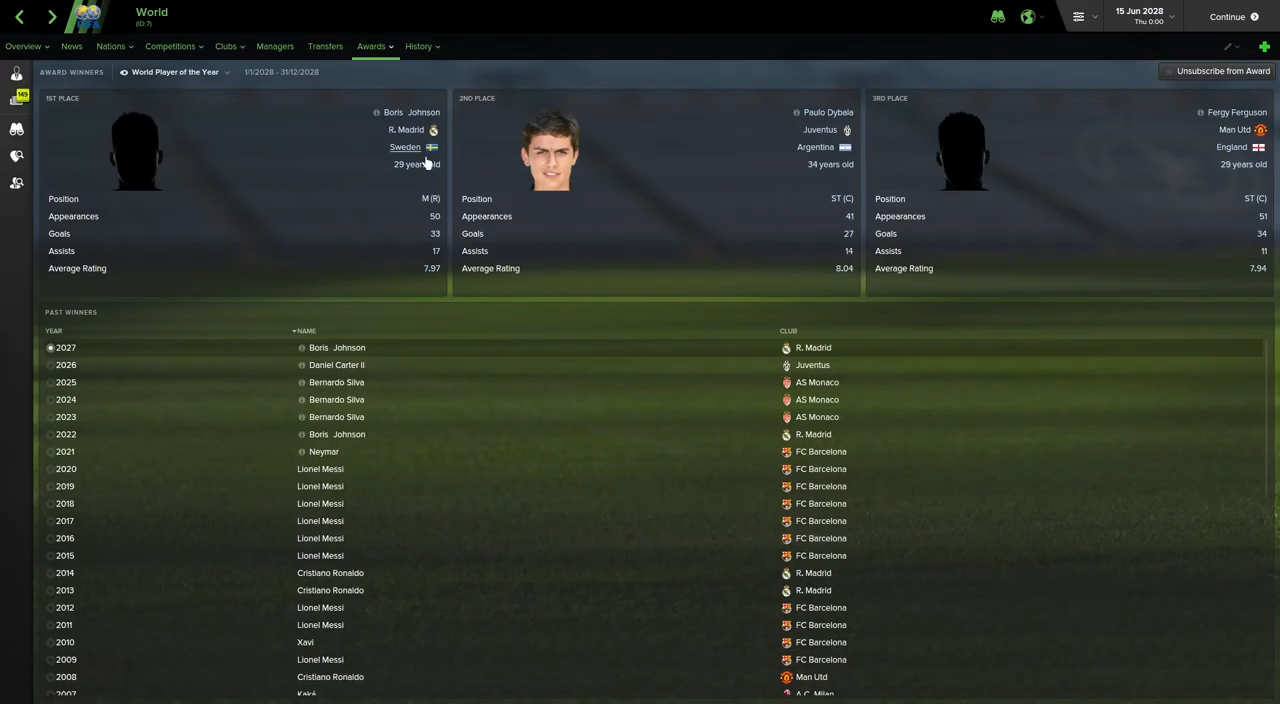 World
(ID:7)
15 Jun 2028
Thu 0:00
Continue
Overview News Nations Competitions Clubs Managers Transfers Awards History
149
AWARD WINNERS World Player of the Year 1/1/2028 - 31/12/2028 Unsubscribe from Award
1ST PLACE
Boris Johnson
R. Madrid
Sweden
29 years old
Position M (R)
Appearances 50
Goals 33
Assists 17
Average Rating 7.97
2ND PLACE
Paulo Dybala
Juventus
Argentina
34 years old
Position ST (C)
Appearances 41
Goals 27
Assists 14
Average Rating 8.04
3RD PLACE
Fergy Ferguson
Man Utd
England
29 years old
Position ST (C)
Appearances 51
Goals 34
Assists 11
Average Rating 7.94
PAST WINNERS
YEAR NAME CLUB
2027 Boris Johnson R. Madrid
2026 Daniel Carter II Juventus
2025 Bernardo Silva AS Monaco
2024 Bernardo Silva AS Monaco
2023 Bernardo Silva AS Monaco
2022 Boris Johnson R. Madrid
2021 Neymar FC Barcelona
2020 Lionel Messi FC Barcelona
2019 Lionel Messi FC Barcelona
2018 Lionel Messi FC Barcelona
2017 Lionel Messi FC Barcelona
2016 Lionel Messi FC Barcelona
2015 Lionel Messi FC Barcelona
2014 Cristiano Ronaldo R. Madrid
2013 Cristiano Ronaldo R. Madrid
2012 Lionel Messi FC Barcelona
2011 Lionel Messi FC Barcelona
2010 Xavi FC Barcelona
2009 Lionel Messi FC Barcelona
2008 Cristiano Ronaldo Man Utd
2007 Kaká A.C. Milan